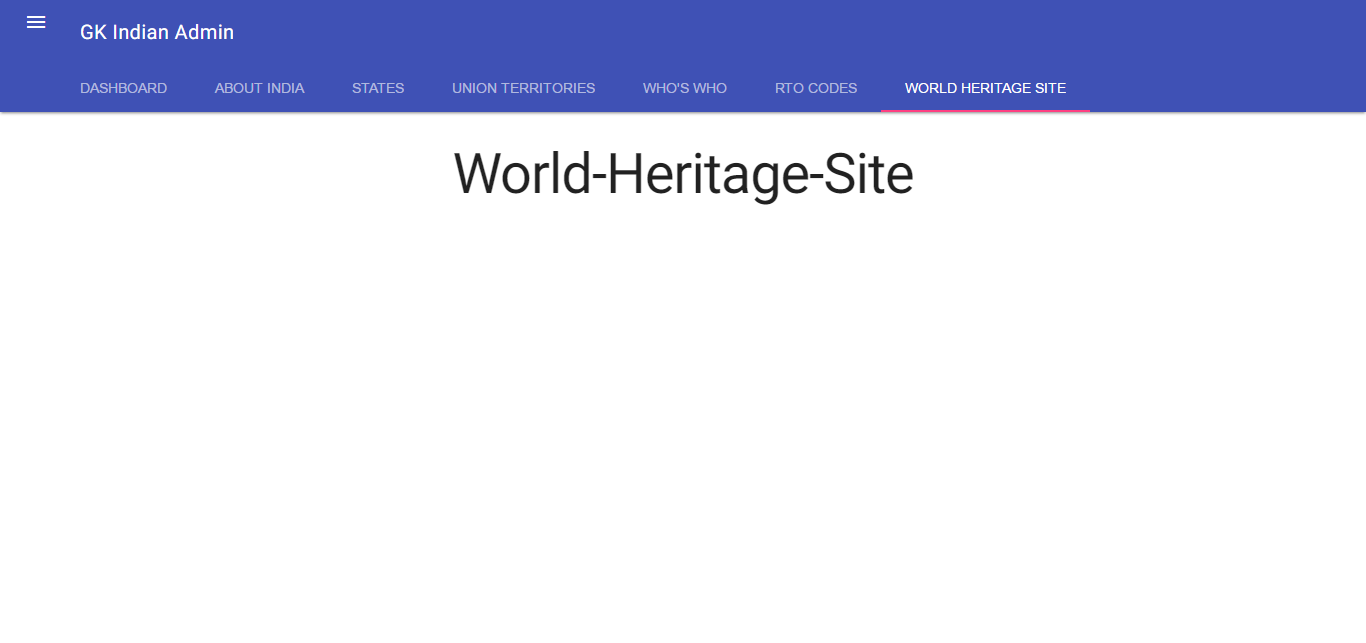 GK Indian Admin
DASHBOARD ABOUT INDIA STATES UNION TERRITORIES WHO'S WHO RTO CODES WORLD HERITAGE SITE
World-Heritage-Site